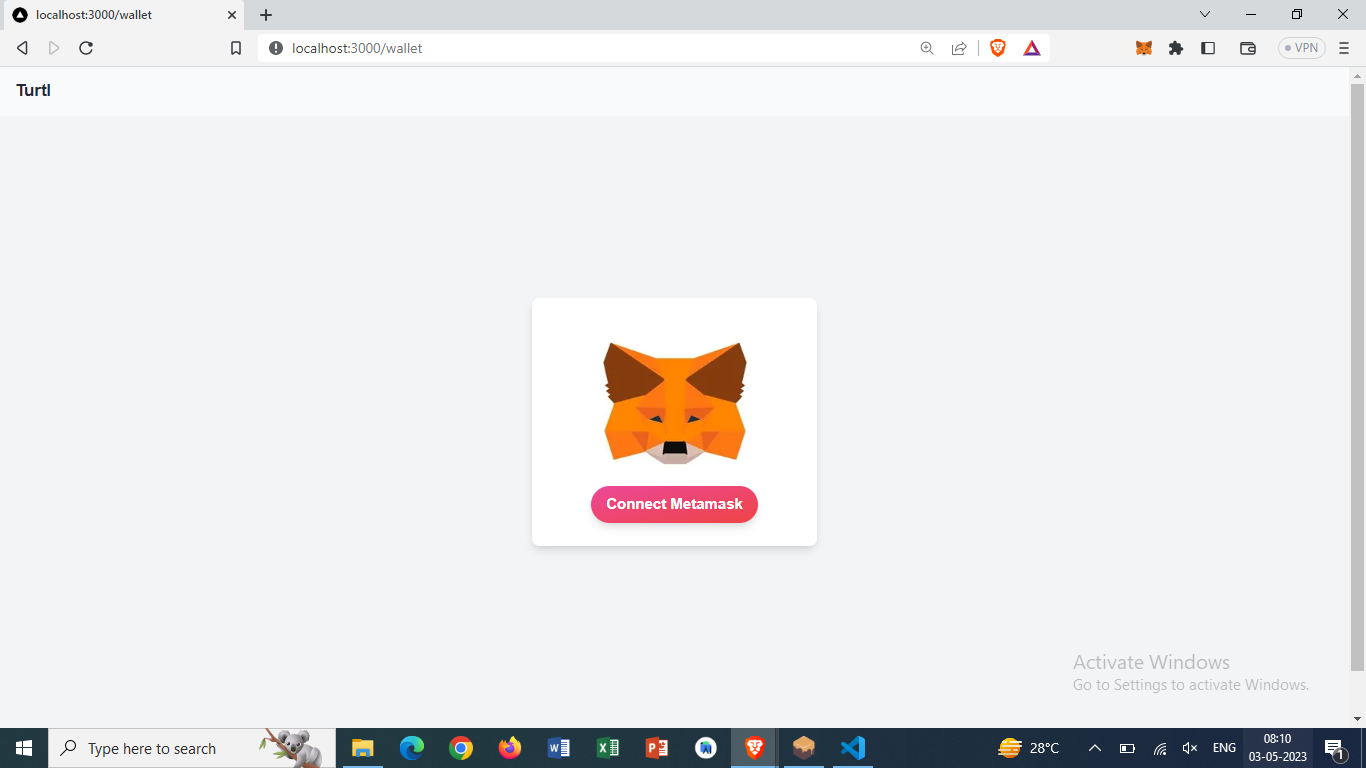 localhost:3000/wallet
localhost:3000/wallet
VPN
Turtl
Connect Metamask
Activate Windows
Go to Settings to activate Windows.
Type here to search
28°C
ENG
08:10
03-05-2023
1